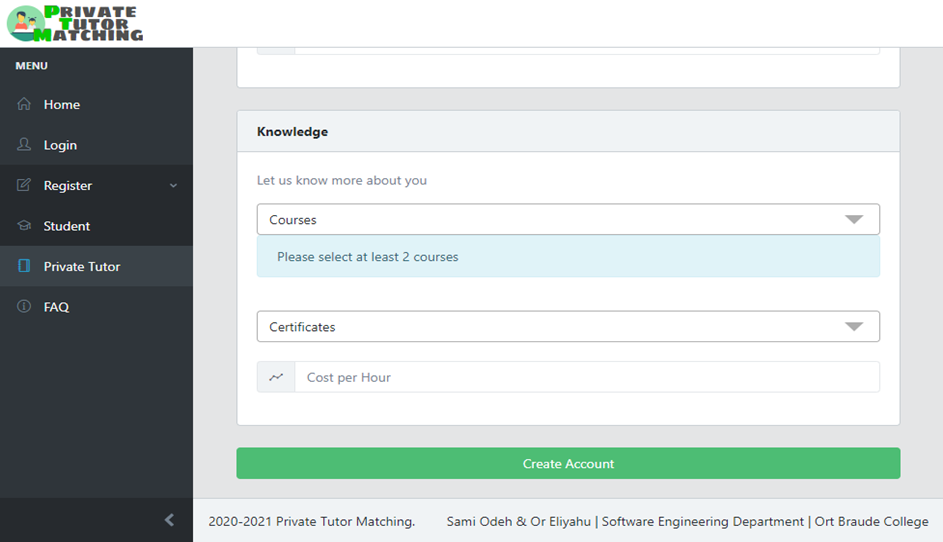 PRIVATE
TUTOR
MATCHING
MENU
Home
Login
Register
Student
Private Tutor
FAQ
Knowledge
Let us know more about you
Courses
Please select at least 2 courses
Certificates
Cost per Hour
Create Account
2020-2021 Private Tutor Matching. Sami Odeh & Or Eliyahu | Software Engineering Department | Ort Braude College